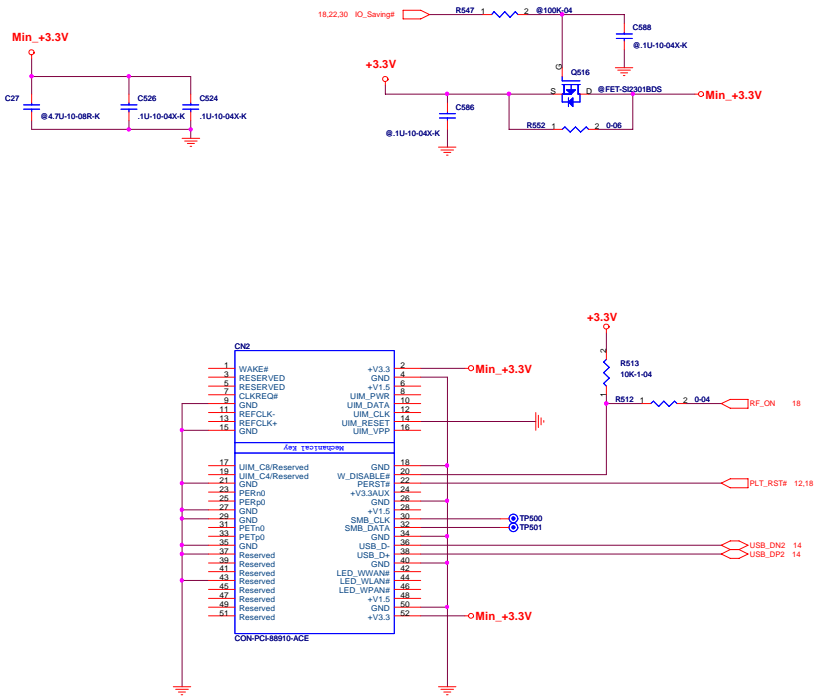 18,22,30 IO_Saving# R547 1 2 @100K-04
C588
@.1U-10-04X-K
Min_+3.3V
+3.3V
G
Q516
S D @FET-SI2301BDS
Min_+3.3V
C27 C526 C524
@4.7U-10-08R-K .1U-10-04X-K .1U-10-04X-K
C586
@.1U-10-04X-K
R552 1 2 0-06
+3.3V
CN2
2
R513
10K-1-04
1
1 WAKE# +V3.3 2 Min_+3.3V
3 RESERVED GND 4
5 RESERVED +V1.5 6
7 CLKREQ# UIM_PWR 8
9 GND UIM_DATA 10
R512 1 2 0-04 RF_ON 18
11 REFCLK- UIM_CLK 12
13 REFCLK+ UIM_RESET 14
15 GND UIM_VPP 16
Mechanical Key
17 UIM_C8/Reserved GND 18
19 UIM_C4/Reserved W_DISABLE# 20
21 GND PERST# 22 PLT_RST# 12,18
23 PERn0 +V3.3AUX 24
25 PERp0 GND 26
27 GND +V1.5 28
29 GND SMB_CLK 30 TP500
31 PETn0 SMB_DATA 32 TP501
33 PETp0 GND 34
35 GND USB_D- 36 USB_DN2 14
37 Reserved USB_D+ 38 USB_DP2 14
39 Reserved GND 40
41 Reserved LED_WWAN# 42
43 Reserved LED_WLAN# 44
45 Reserved LED_WPAN# 46
47 Reserved +V1.5 48
49 Reserved GND 50
51 Reserved +V3.3 52 Min_+3.3V
CON-PCI-88910-ACE